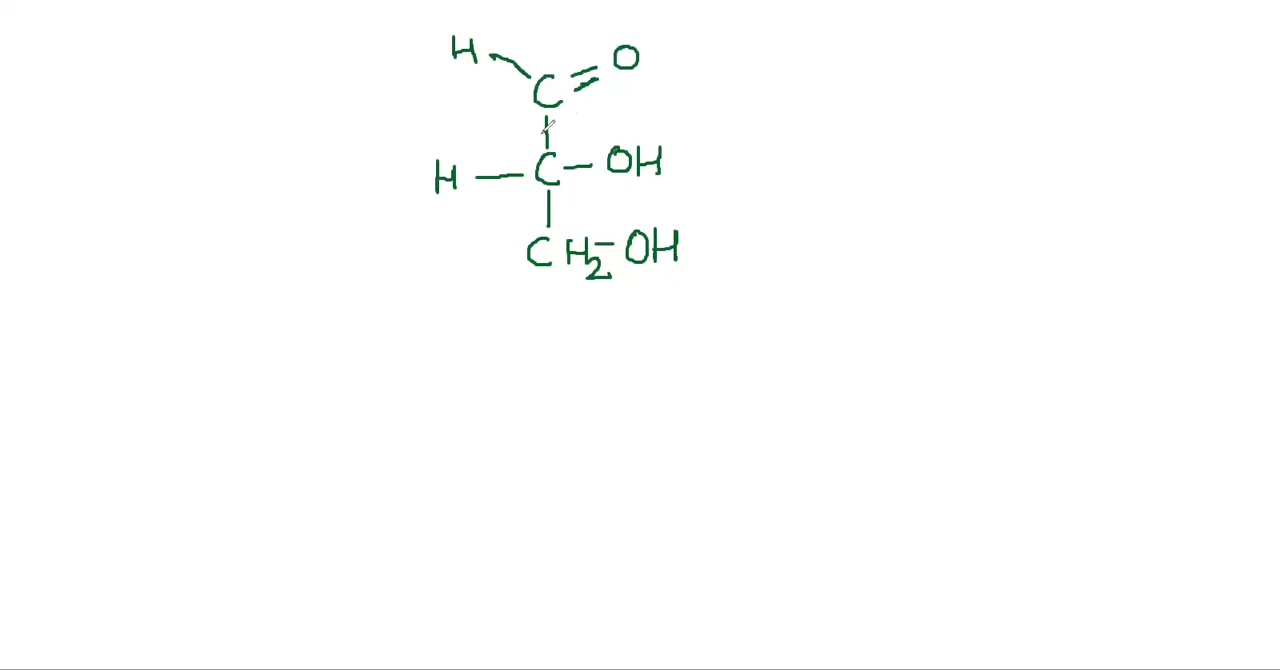 H O
C
H — C — OH
CH₂ – OH